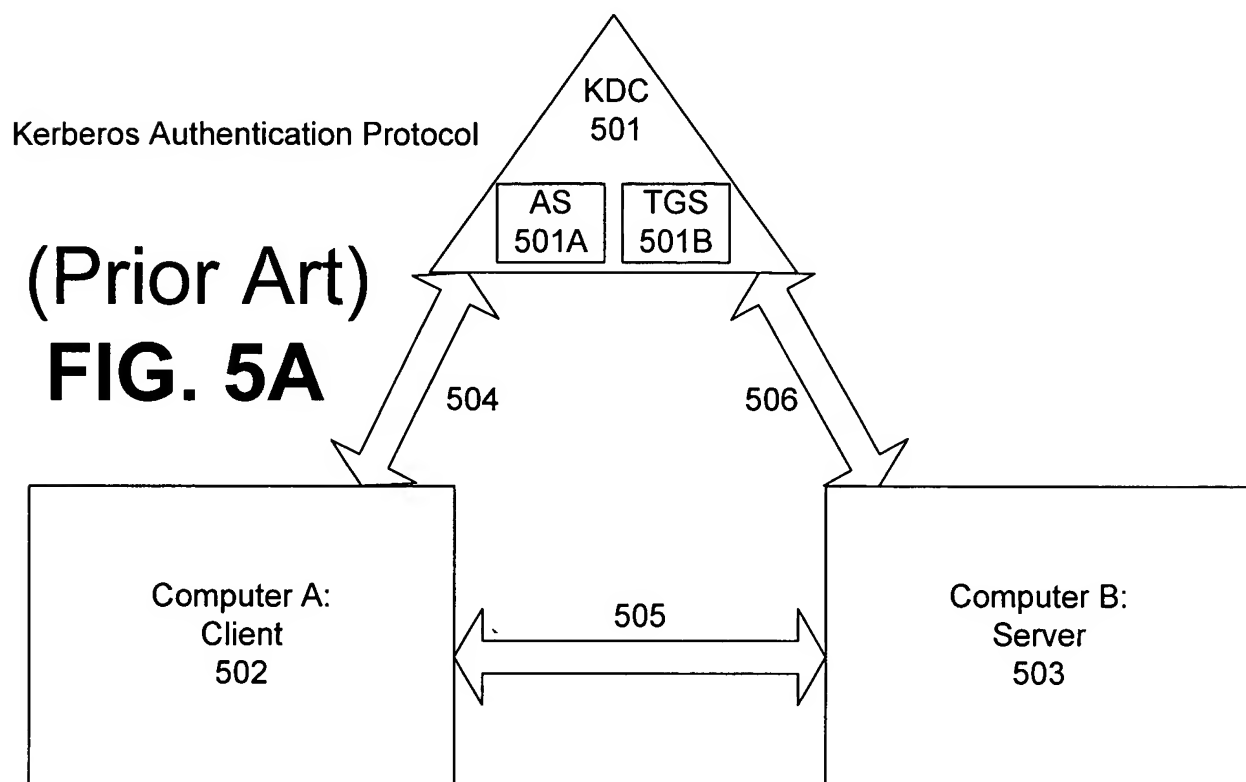 KDC
501
Kerberos Authentication Protocol
AS
501A
TGS
501B
(Prior Art)
FIG. 5A
504
506
Computer A:
Client
502
505
Computer B:
Server
503